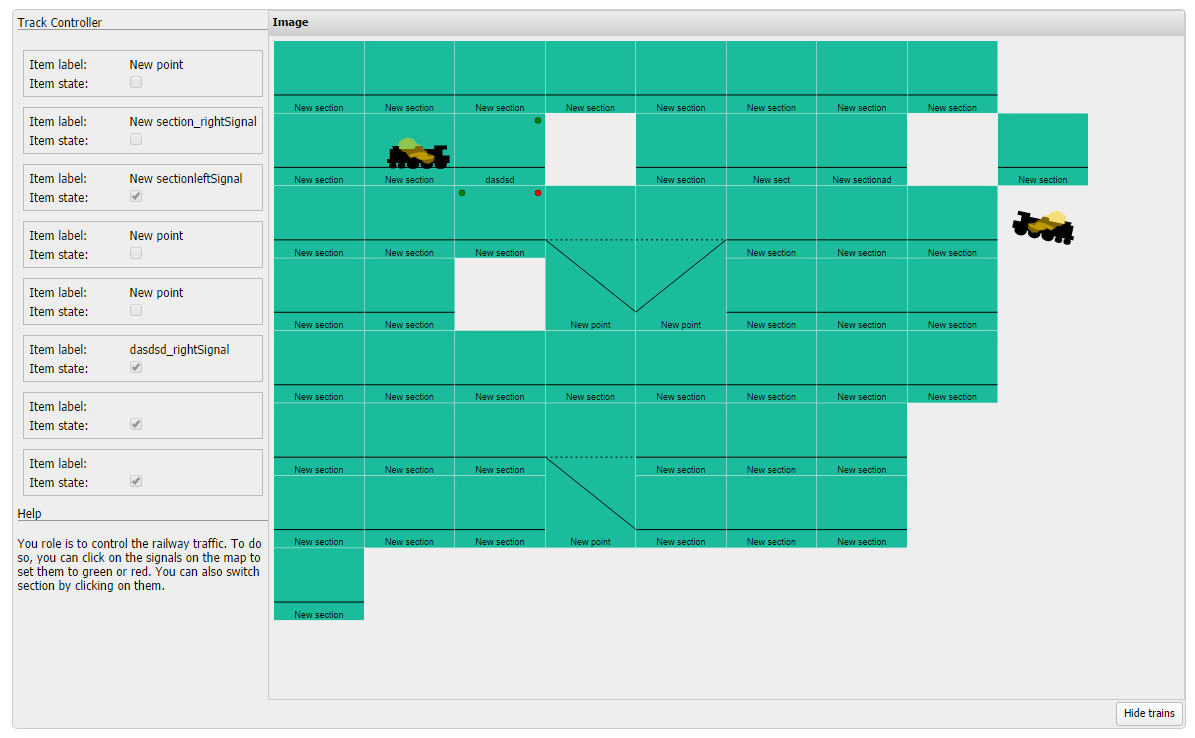 Track Controller
Item label: New point
Item state:
Item label: New section_rightSignal
Item state:
Item label: New sectionleftSignal
Item state:
Item label: New point
Item state:
Item label: New point
Item state:
Item label: dasdsd_rightSignal
Item state:
Item label:
Item state:
Item label:
Item state:
Help
You role is to control the railway traffic. To do
so, you can click on the signals on the map to
set them to green or red. You can also switch
section by clicking on them.
Image
New section New section New section New section New section New section New section New section
New section New section dasdsd New section New sect New sectionad New section
New section New section New section New section New section New section
New section New section New point New point New section New section New section
New section New section New section New section New section New section New section New section
New section New section New section New section New section New section
New section New section New section New point New section New section New section
New section
Hide trains